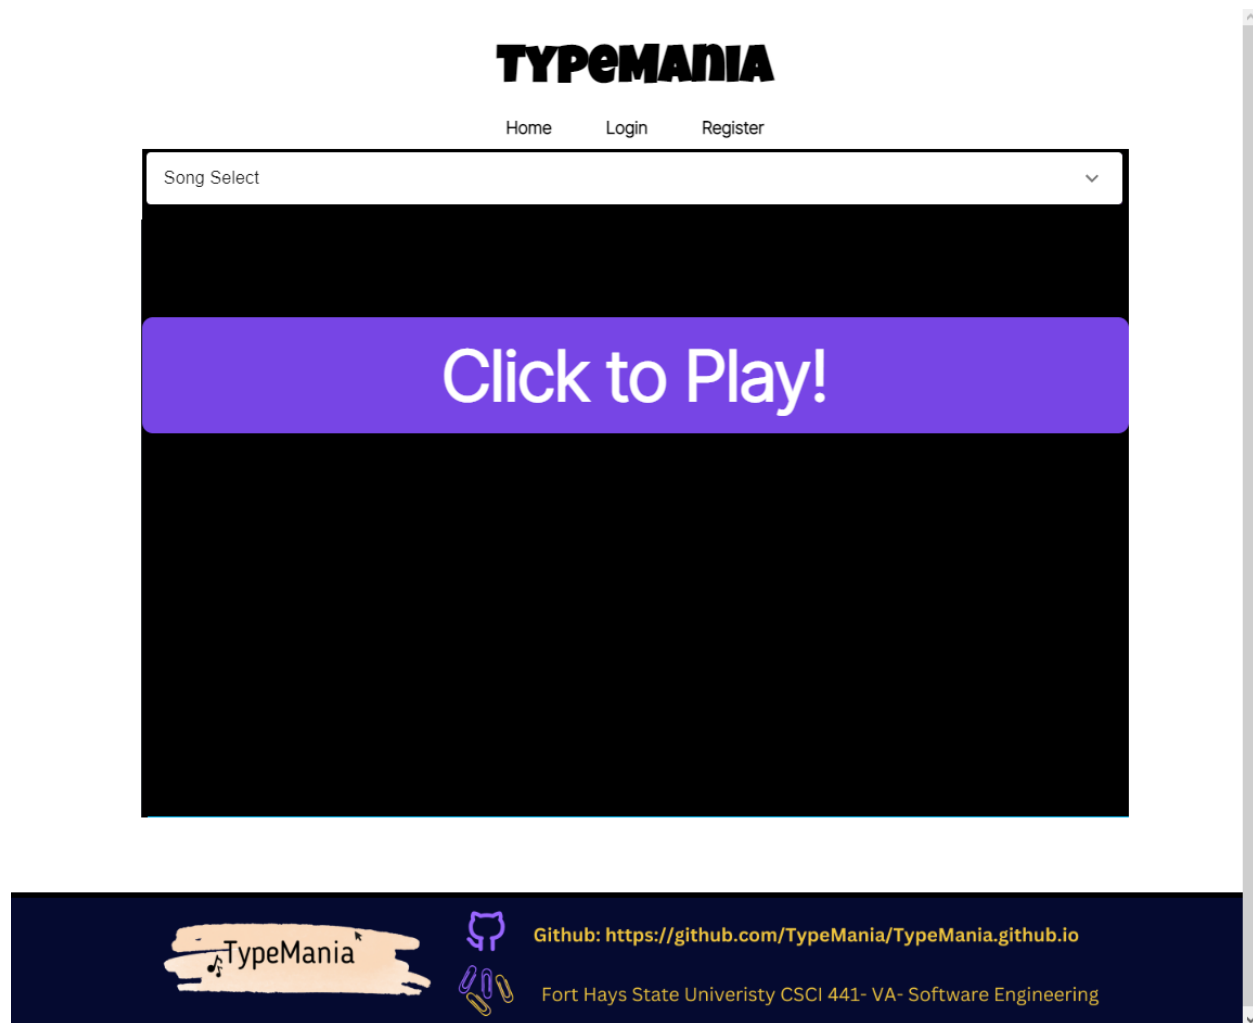 TYPEMANIA
Home Login Register
Song Select
Click to Play!
TypeMania
Github: https://github.com/TypeMania/TypeMania.github.io
Fort Hays State Univeristy CSCI 441- VA- Software Engineering